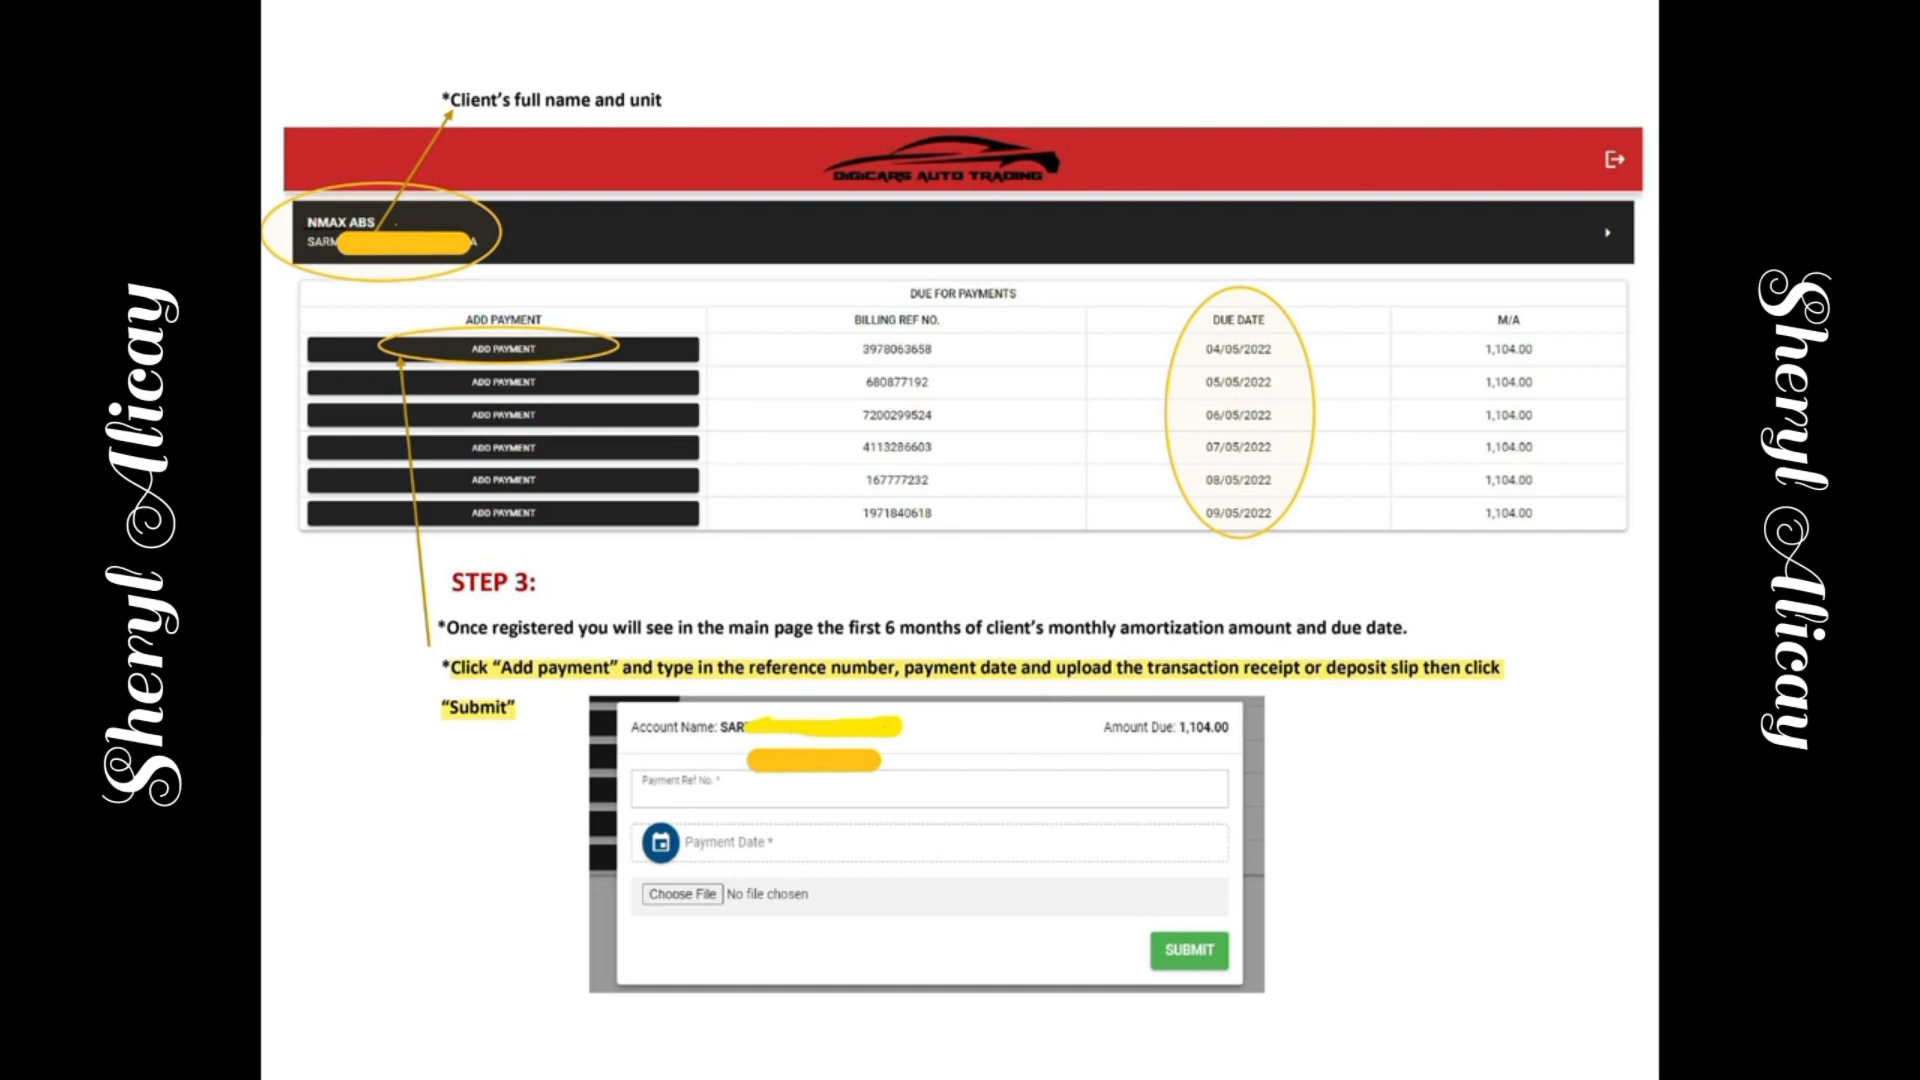 *Client's full name and unit
DIGICARS AUTO TRADING
NMAX ABS
SARM A
DUE FOR PAYMENTS
ADD PAYMENT BILLING REF NO. DUE DATE M/A
ADD PAYMENT 3978063658 04/05/2022 1,104.00
ADD PAYMENT 680877192 05/05/2022 1,104.00
ADD PAYMENT 7200299524 06/05/2022 1,104.00
ADD PAYMENT 4113286603 07/05/2022 1,104.00
ADD PAYMENT 167777232 08/05/2022 1,104.00
ADD PAYMENT 1971840618 09/05/2022 1,104.00
STEP 3:
*Once registered you will see in the main page the first 6 months of client's monthly amortization amount and due date.
*Click “Add payment” and type in the reference number, payment date and upload the transaction receipt or deposit slip then click
“Submit”
Account Name: SAR Amount Due: 1,104.00
Payment Ref No. *
Payment Date *
Choose File No file chosen
SUBMIT
Sheryl Alicay
Sheryl Alicay